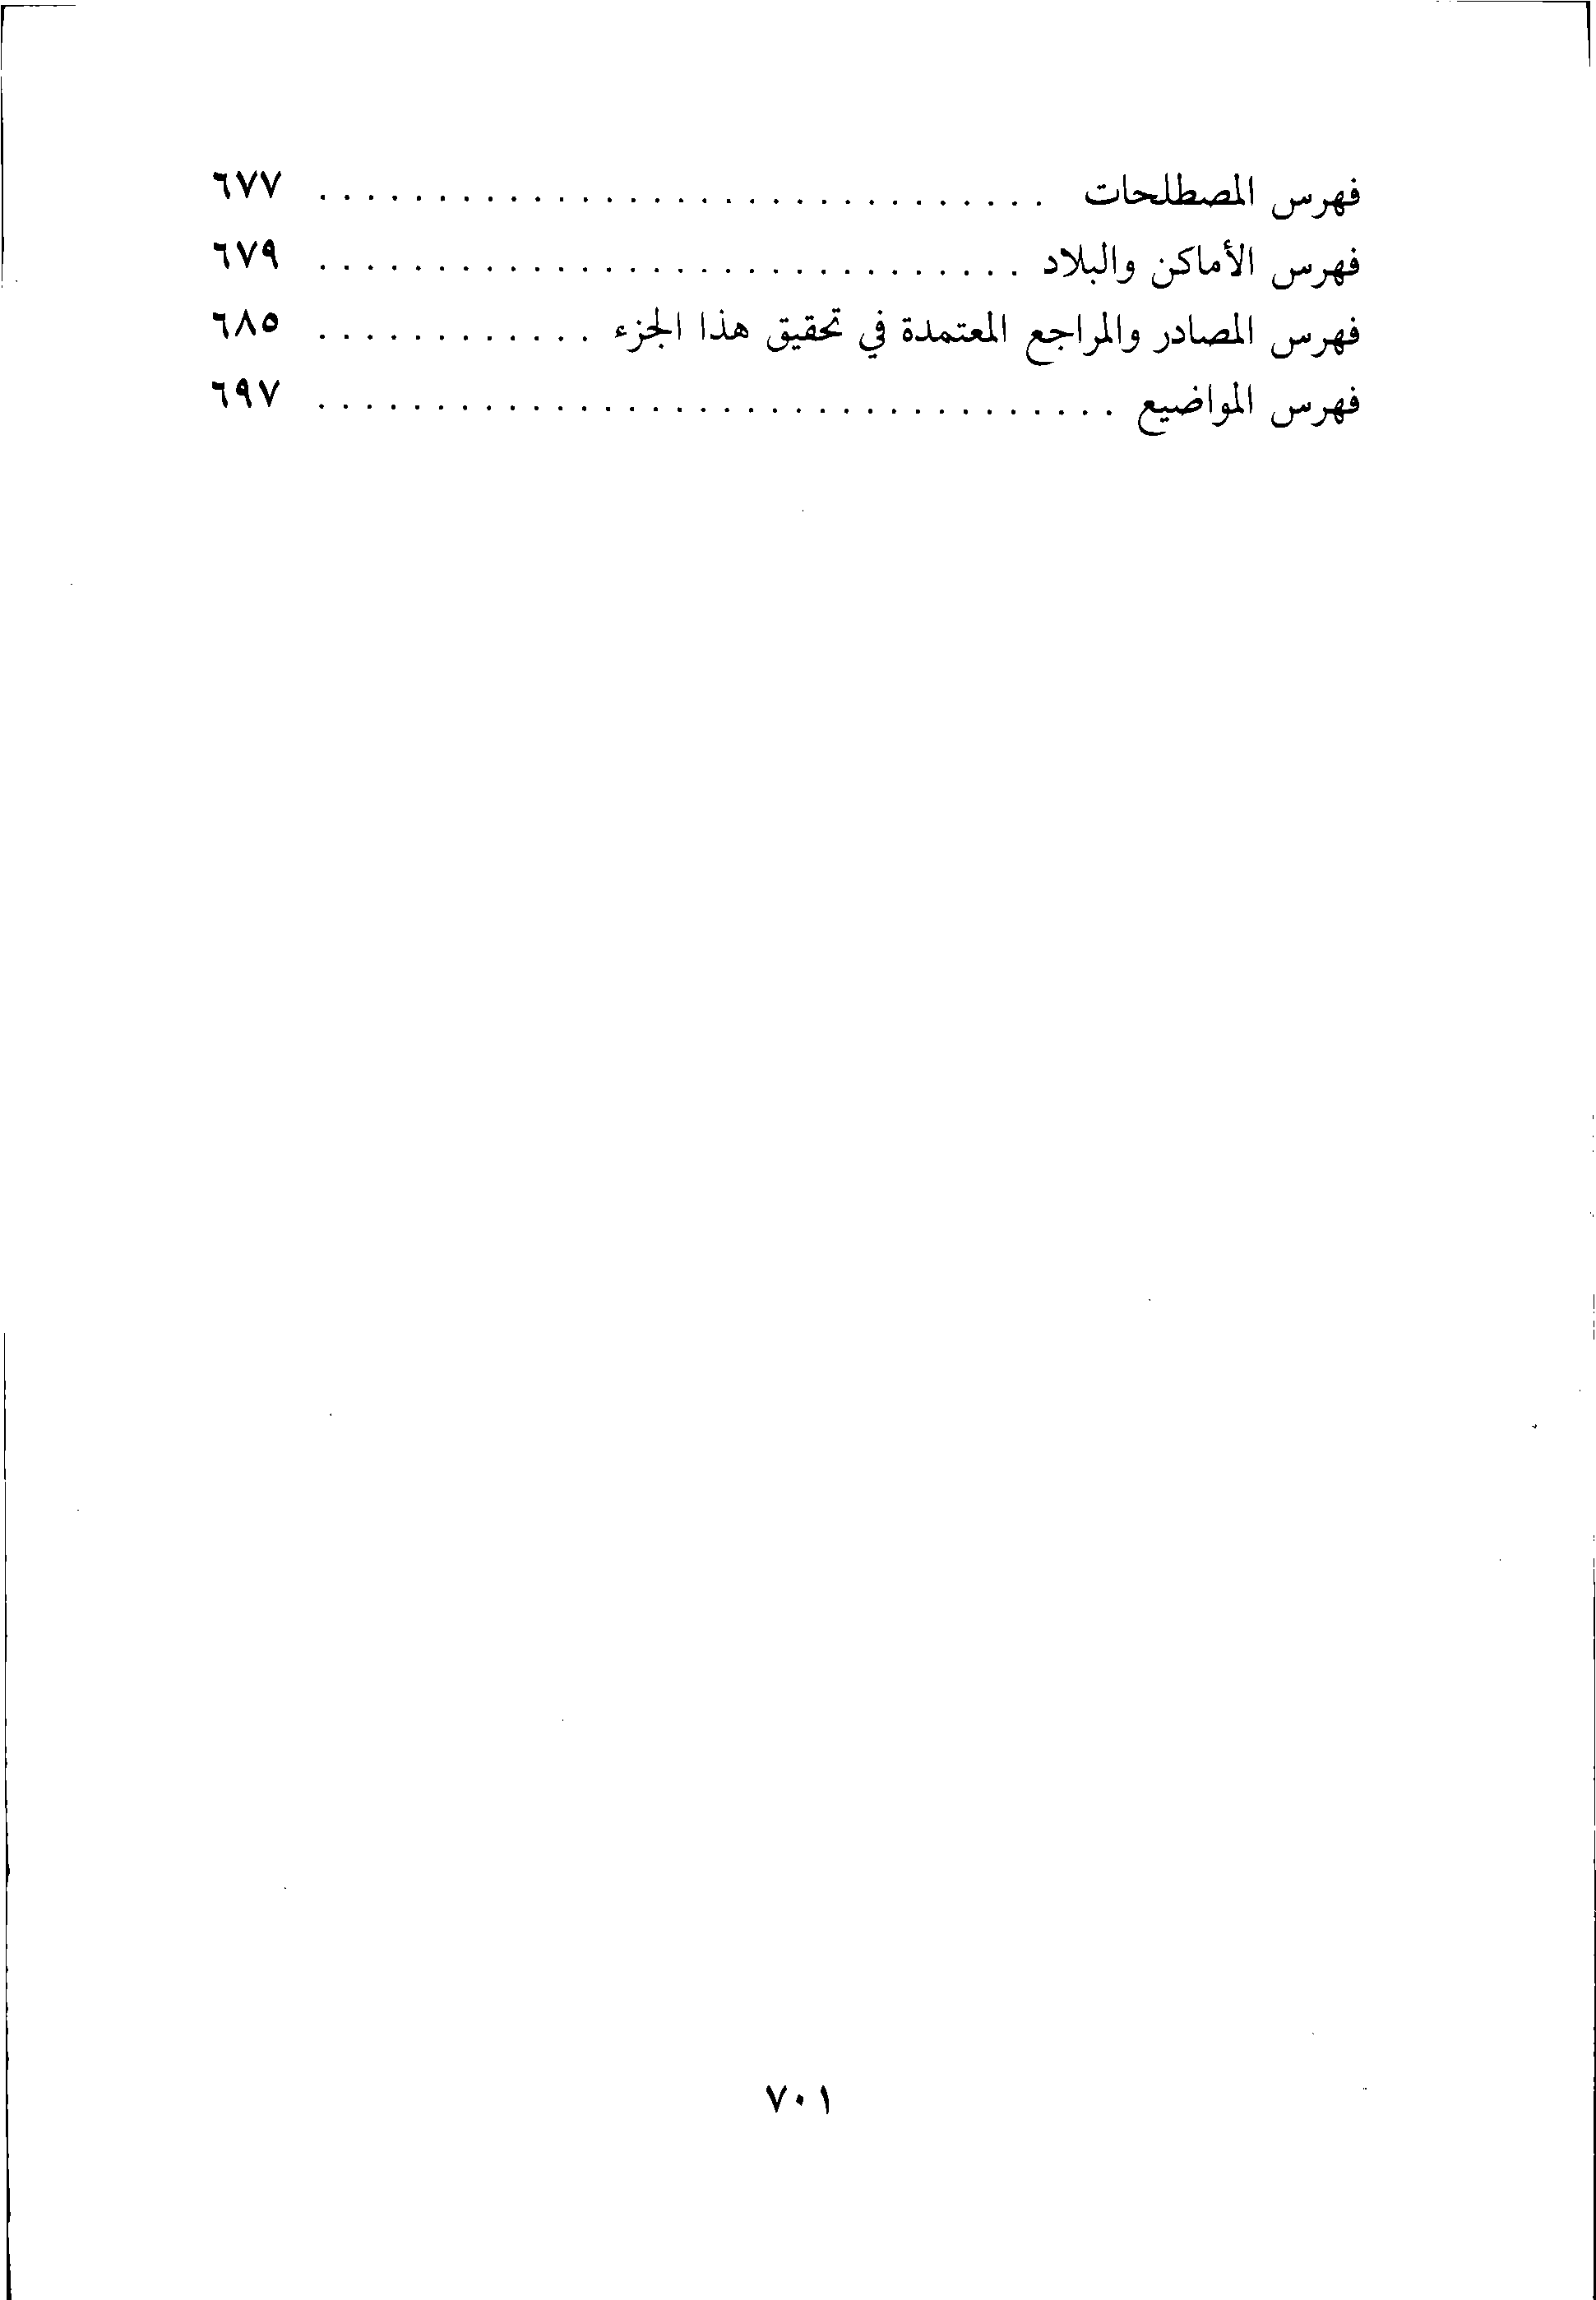 فهرس المصطلحات . . . . . . . . . . . . . . . . . . . . . . . . . . . . . . . ٦٧٧
فهرس الأماكن والبلاد . . . . . . . . . . . . . . . . . . . . . . . . . . . . . . ٦٧٩
فهرس المصادر والمراجع المعتمدة في تحقيق هذا الجزء . . . . . . . . . . . . ٦٨٥
فهرس المواضيع . . . . . . . . . . . . . . . . . . . . . . . . . . . . . . . . . . ٦٩٧
٧٠١